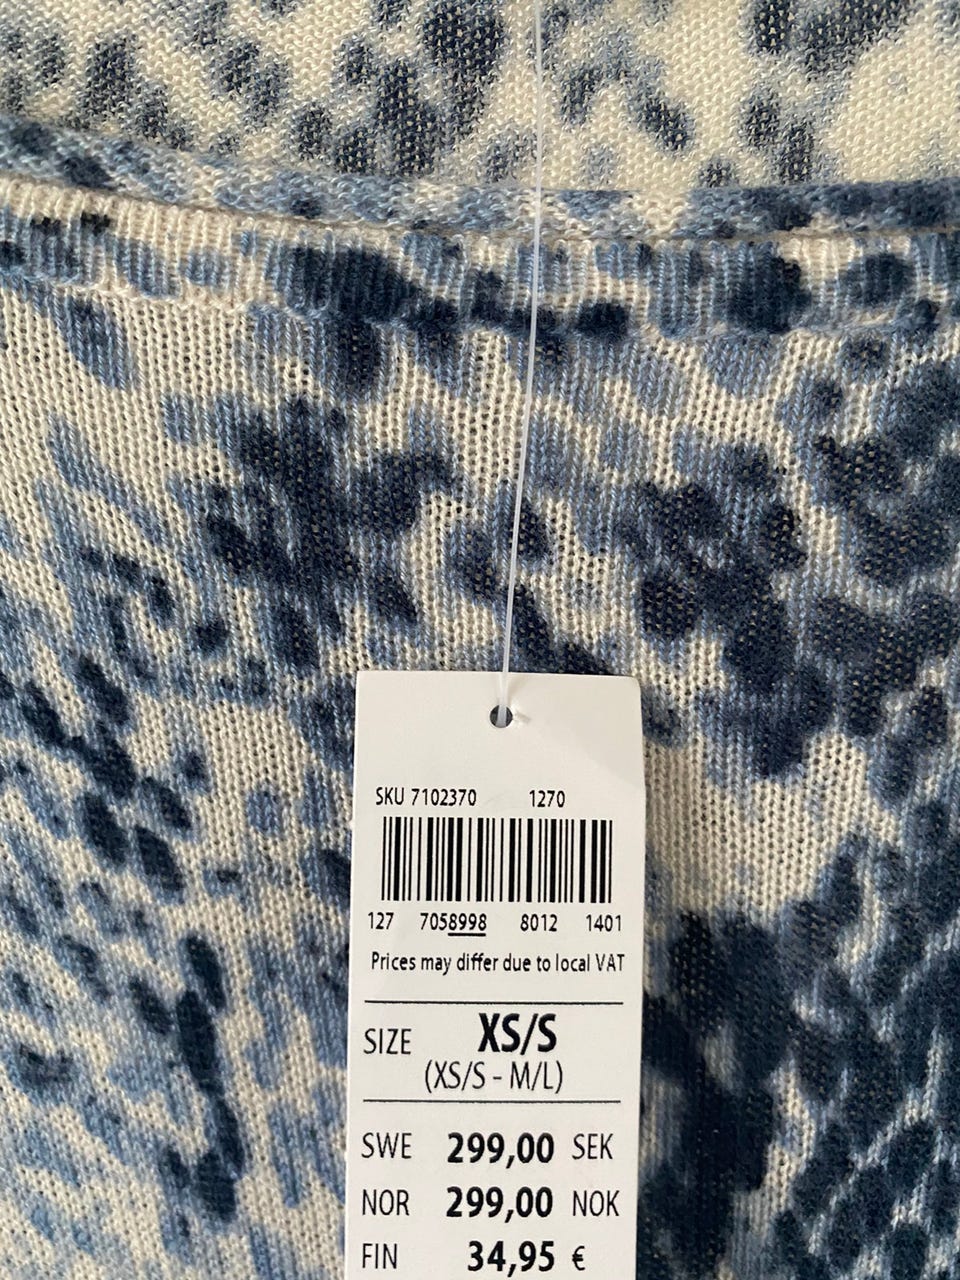 SKU 7102370 1270
127 7058998 8012 1401
Prices may differ due to local VAT
SIZE XS/S
(XS/S - M/L)
SWE 299,00 SEK
NOR 299,00 NOK
FIN 34,95 €